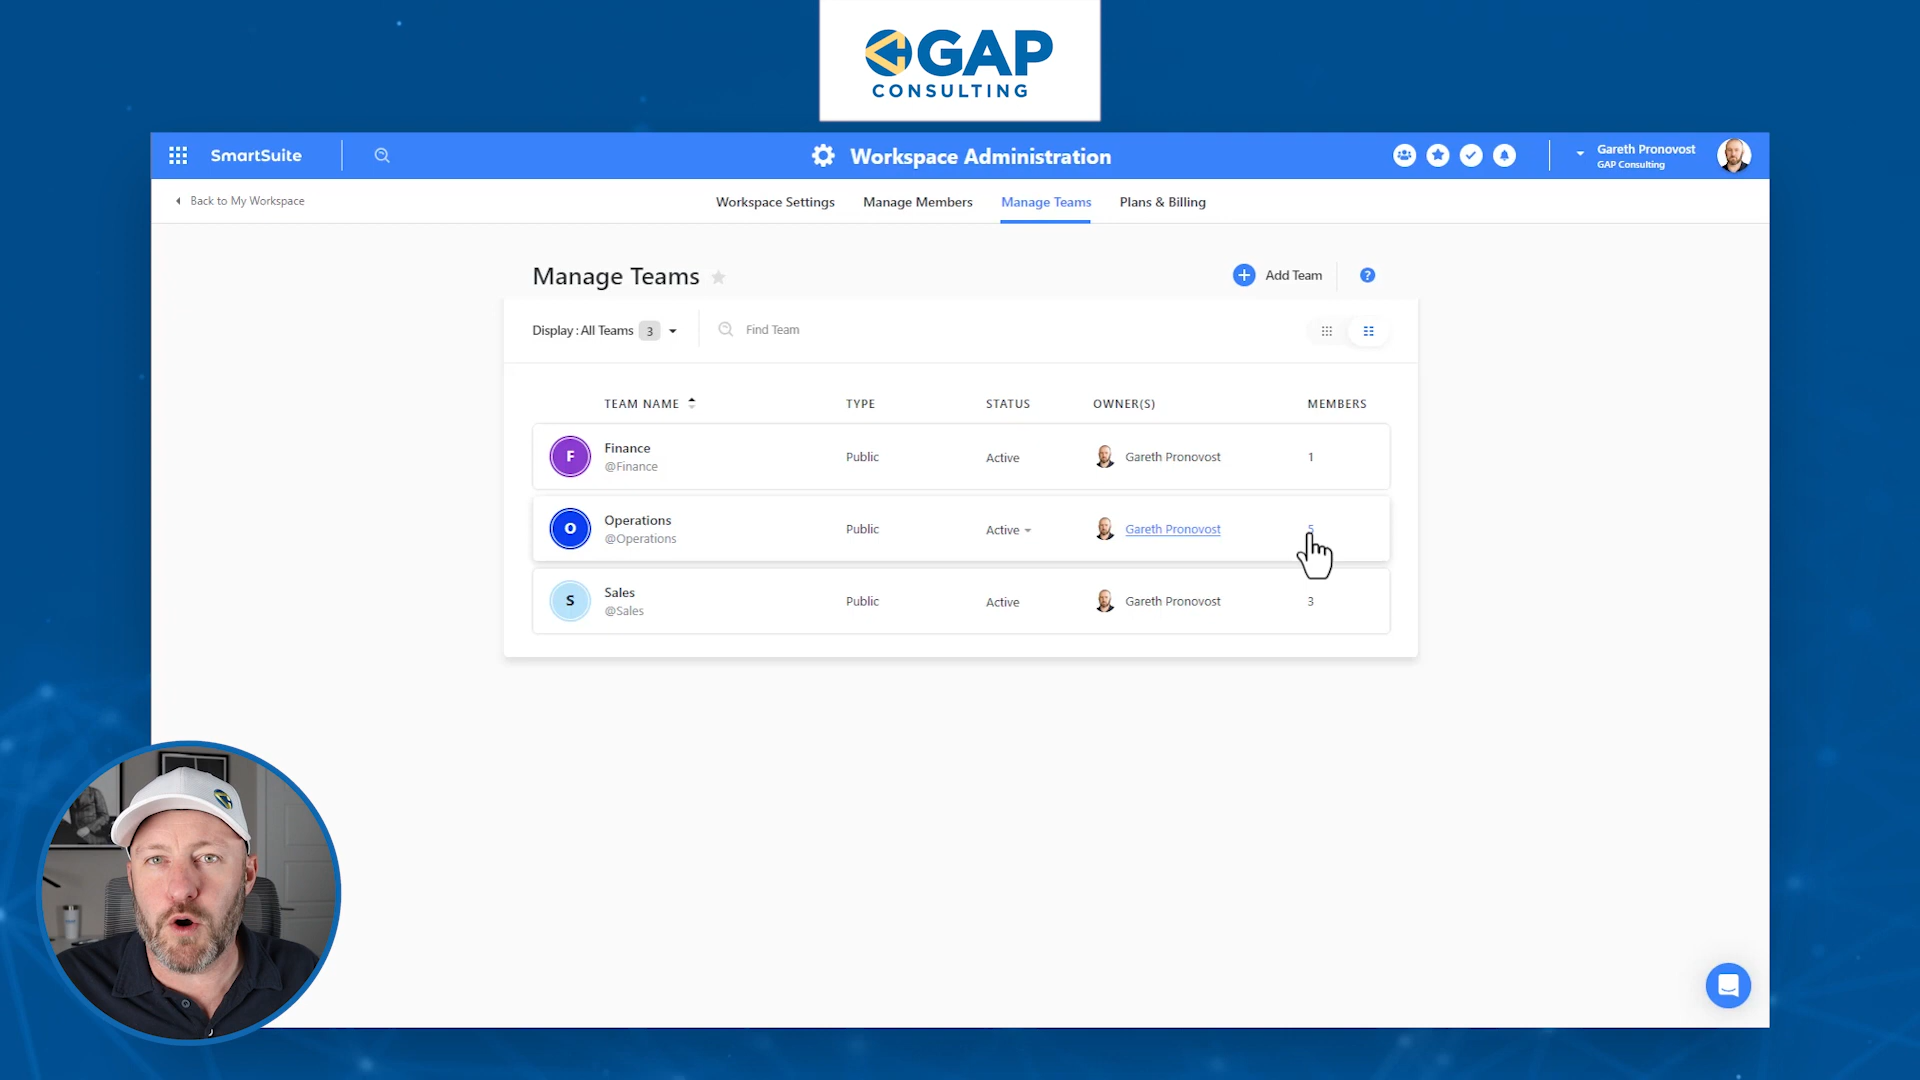 GAP
CONSULTING
SmartSuite
Workspace Administration
Gareth Pronovost
GAP Consulting
Back to My Workspace
Workspace Settings
Manage Members
Manage Teams
Plans & Billing
Manage Teams
Add Team
?
Display : All Teams 3
Find Team
TEAM NAME
TYPE
STATUS
OWNER(S)
MEMBERS
F
Finance
@Finance
Public
Active
Gareth Pronovost
1
O
Operations
@Operations
Public
Active
Gareth Pronovost
5
S
Sales
@Sales
Public
Active
Gareth Pronovost
3